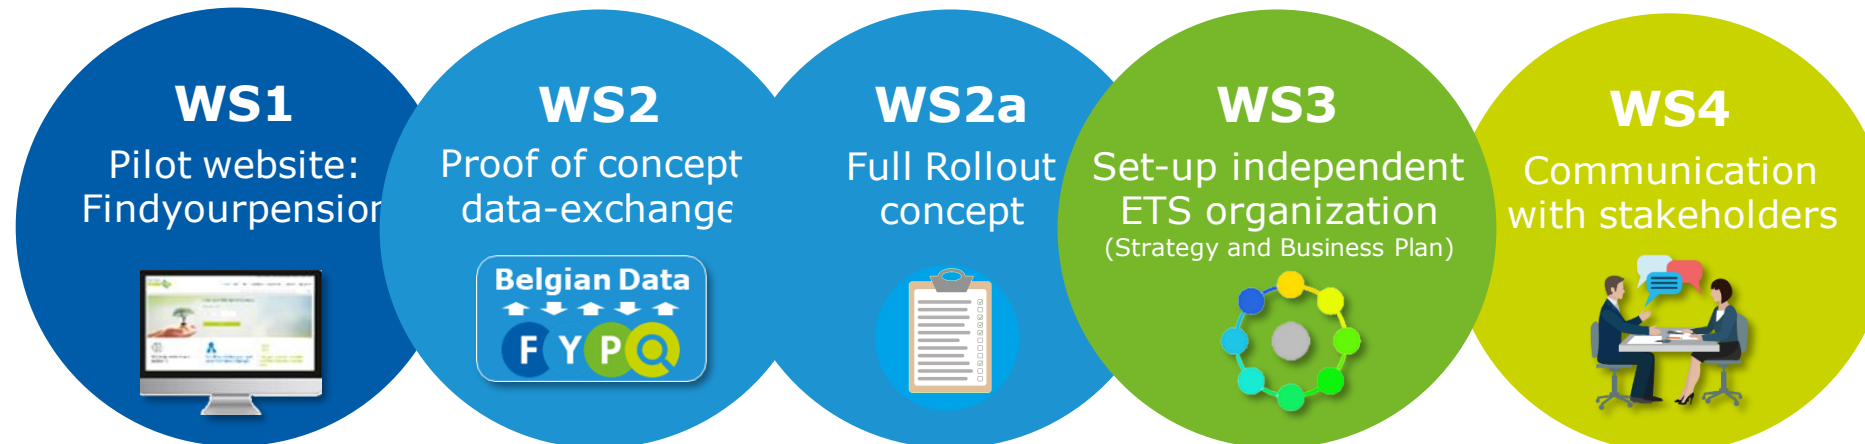 WS1
Pilot website:
Findyourpension
WS2
Proof of concept
data-exchange
Belgian Data
F Y P
WS2a
Full Rollout
concept
WS3
Set-up independent
ETS organization
(Strategy and Business Plan)
WS4
Communication
with stakeholders